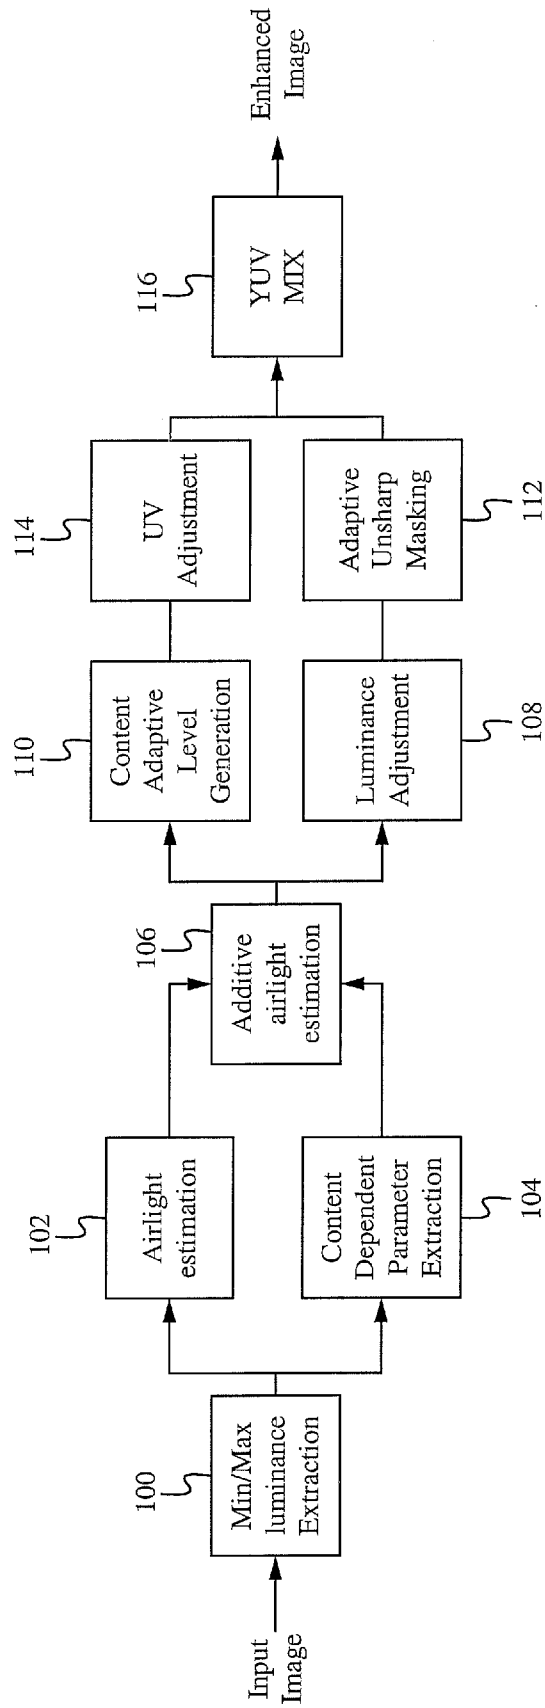 Input
Image
100
Min/Max
luminance
Extraction
102
Airlight
estimation
104
Content
Dependent
Parameter
Extraction
106
Additive
airlight
estimation
110
Content
Adaptive
Level
Generation
108
Luminance
Adjustment
114
UV
Adjustment
112
Adaptive
Unsharp
Masking
116
YUV
MIX
Enhanced
Image